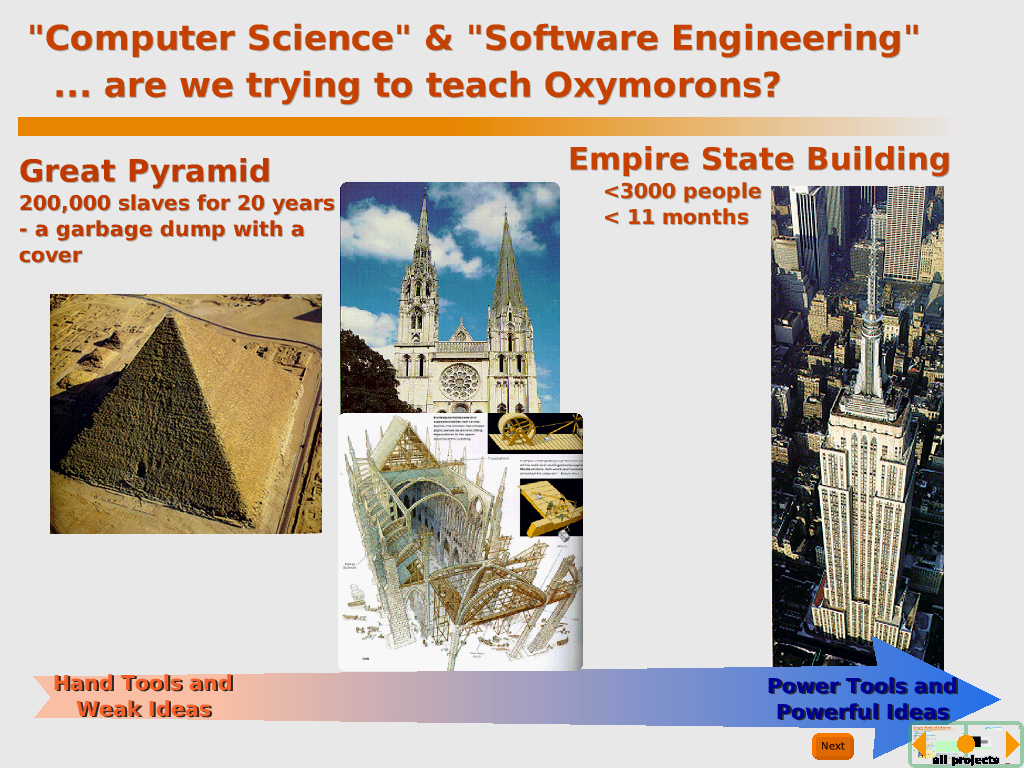 "Computer Science" & "Software Engineering"
... are we trying to teach Oxymorons?
Great Pyramid
200,000 slaves for 20 years
- a garbage dump with a
cover
Empire State Building
<3000 people
< 11 months
Hand Tools and
Weak Ideas
Power Tools and
Powerful Ideas
Next
all projects